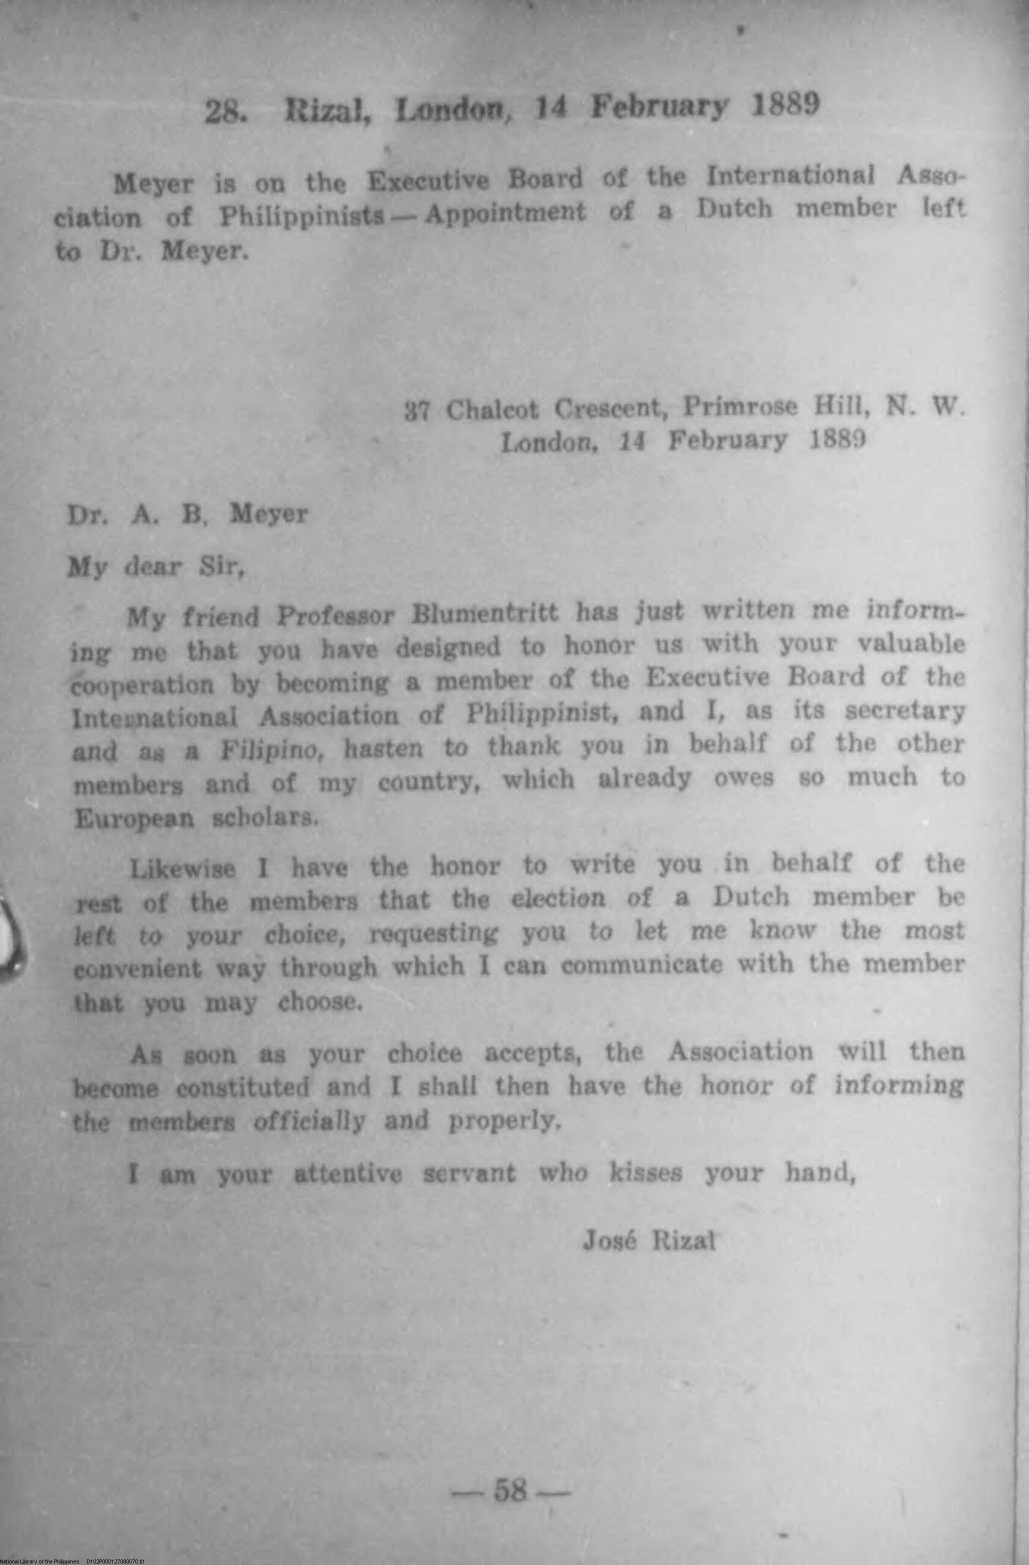 28. Rizal, London, 14 February 1889
Meyer is on the Executive Board of the International Asso-
ciation of Philippinists — Appointment of a Dutch member left
to Dr. Meyer.
37 Chalcot Crescent, Primrose Hill, N. W.
London, 14 February 1889
Dr. A. B. Meyer
My dear Sir,
My friend Professor Blumentritt has just written me inform-
ing me that you have designed to honor us with your valuable
cooperation by becoming a member of the Executive Board of the
International Association of Philippinist, and I, as its secretary
and as a Filipino, hasten to thank you in behalf of the other
members and of my country, which already owes so much to
European scholars.
Likewise I have the honor to write you in behalf of the
rest of the members that the election of a Dutch member be
left to your choice, requesting you to let me know the most
convenient way through which I can communicate with the member
that you may choose.
As soon as your choice accepts, the Association will then
become constituted and I shall then have the honor of informing
the members officially and properly.
I am your attentive servant who kisses your hand,
José Rizal
— 58 —
National Library of the Philippines